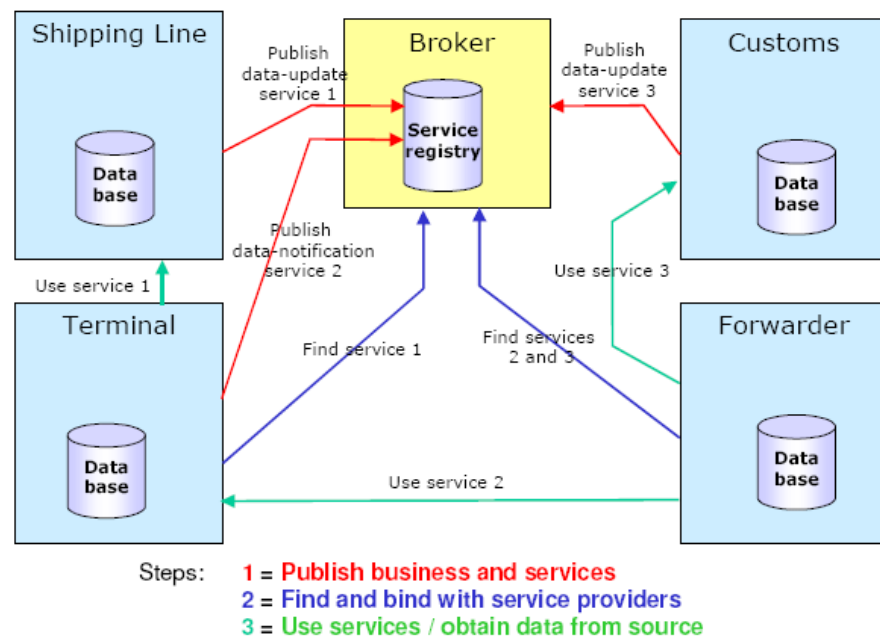 Shipping Line
Data
base
Publish
data-update
service 1
Broker
Service
registry
Publish
data-update
service 3
Customs
Data
base
Publish
data-notification
service 2
Use service 1
Use service 3
Terminal
Data
base
Find service 1
Find services
2 and 3
Forwarder
Data
base
Use service 2
Steps: 1 = Publish business and services
2 = Find and bind with service providers
3 = Use services / obtain data from source